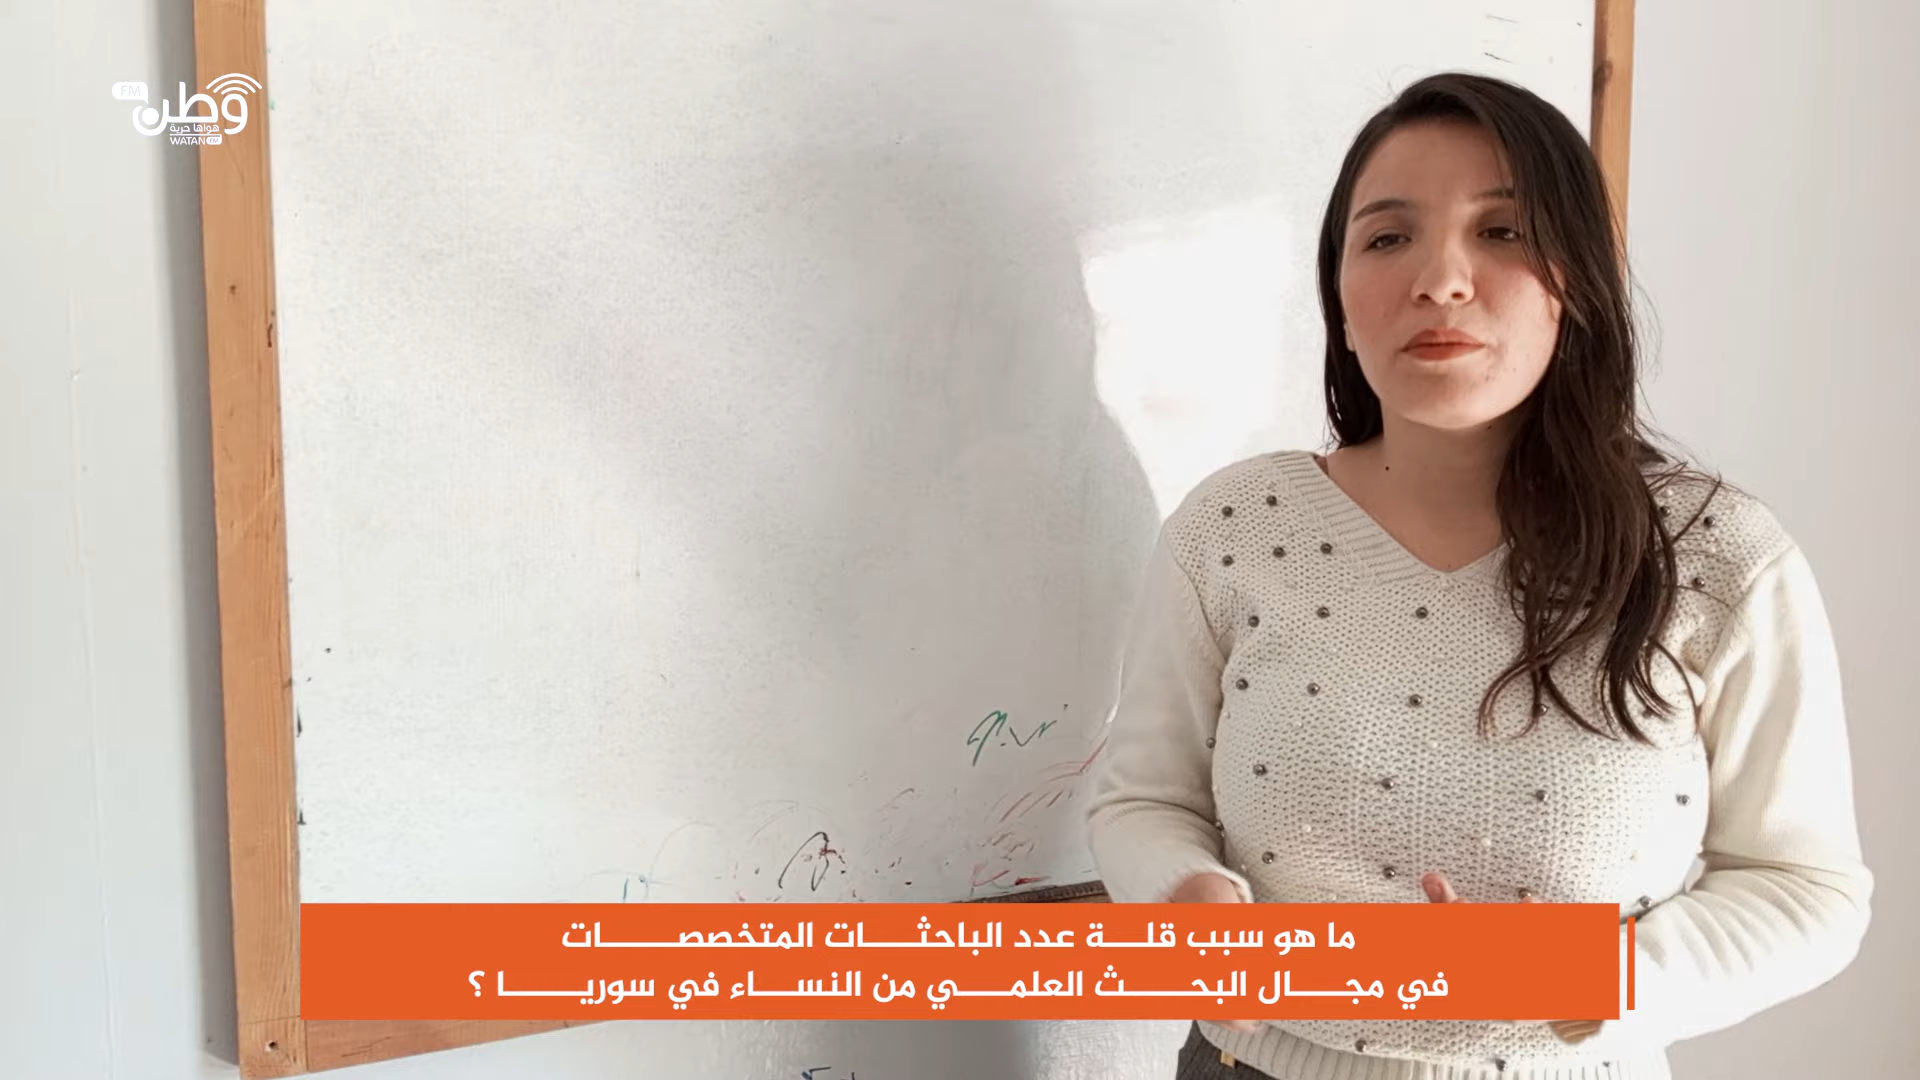 FM
وطن
هواها حرية
WATAN FM
ما هو سبب قلـــة عدد الباحثـــات المتخصصـــات
في مجـــال البحـــث العلمـــي من النســـاء في سوريـــا ؟